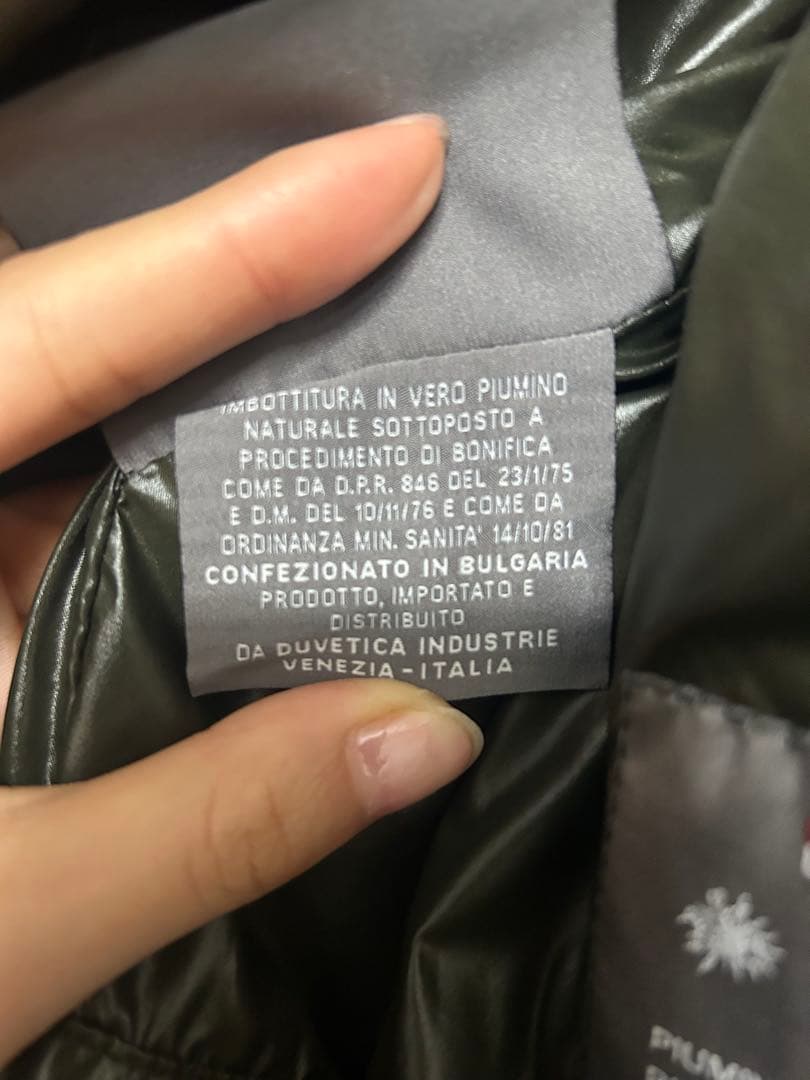 IMBOTTITURA IN VERO PIUMINO
NATURALE SOTTOPOSTO A
PROCEDIMENTO DI BONIFICA
COME DA D.P.R. 846 DEL 23/1/75
E D.M. DEL 10/11/76 E COME DA
ORDINANZA MIN. SANITA' 14/10/81
CONFEZIONATO IN BULGARIA
PRODOTTO, IMPORTATO E
DISTRIBUITO
DA DUVETICA INDUSTRIE
VENEZIA-ITALIA